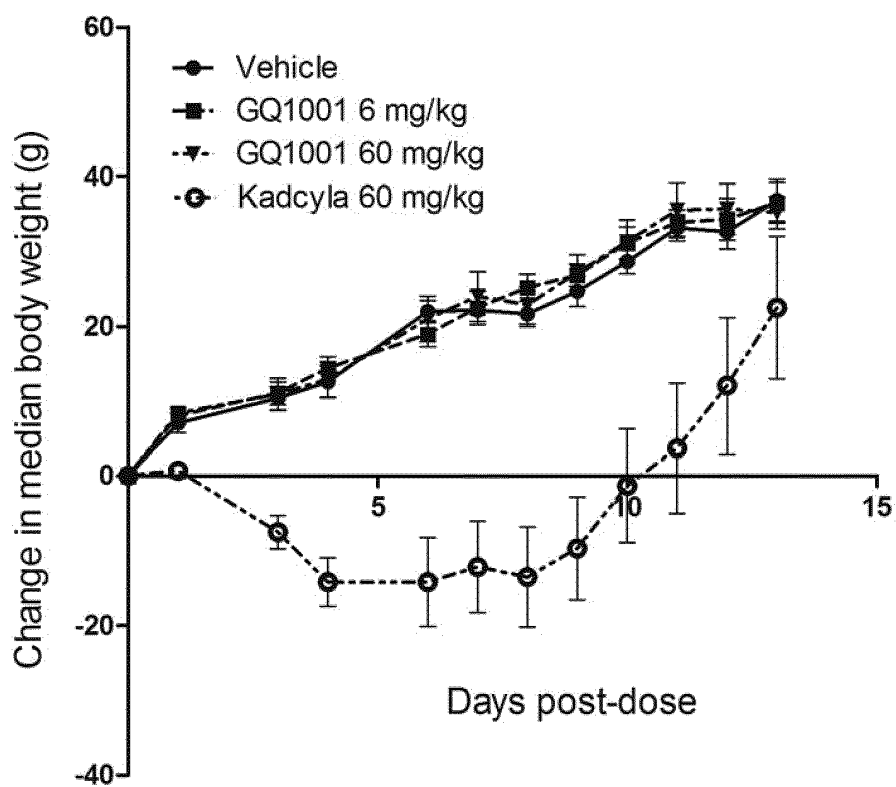 60
Vehicle
GQ1001 6 mg/kg
GQ1001 60 mg/kg
Kadcyla 60 mg/kg
40
20
0
5
10
15
-20
-40
Change in median body weight (g)
Days post-dose